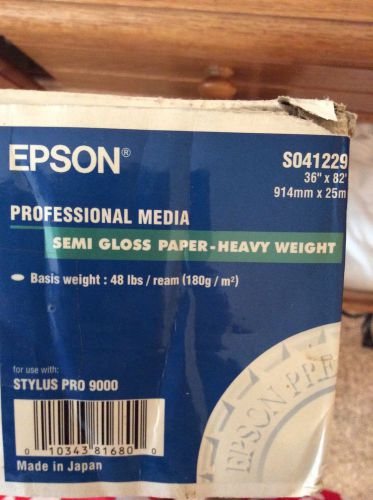 EPSON®
S041229
36" x 82'
914mm x 25m
PROFESSIONAL MEDIA
SEMI GLOSS PAPER-HEAVY WEIGHT
Basis weight : 48 lbs / ream (180g / m²)
for use with:
STYLUS PRO 9000
0 10343 81680 0
Made in Japan
EPSON PRE